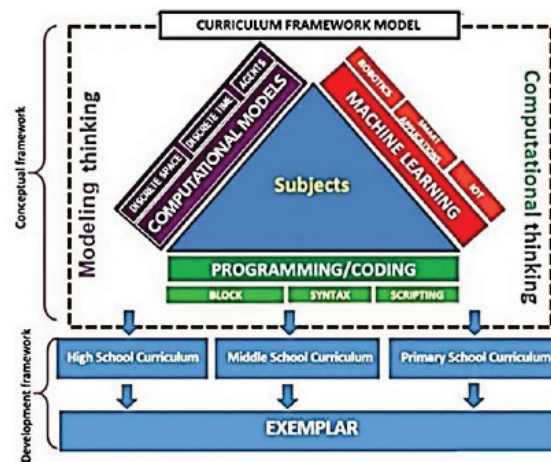 CURRICULUM FRAMEWORK MODEL
Conceptual framework
Modeling thinking
DISCRETE SPACE
DISCRETE TIME
AGENTS
COMPUTATIONAL MODELS
ROBOTICS
SMART
APPLICATIONS
IOT
MACHINE LEARNING
Computational thinking
Subjects
PROGRAMMING/CODING
BLOCK
SYNTAX
SCRIPTING
Development framework
High School Curriculum
Middle School Curriculum
Primary School Curriculum
EXEMPLAR